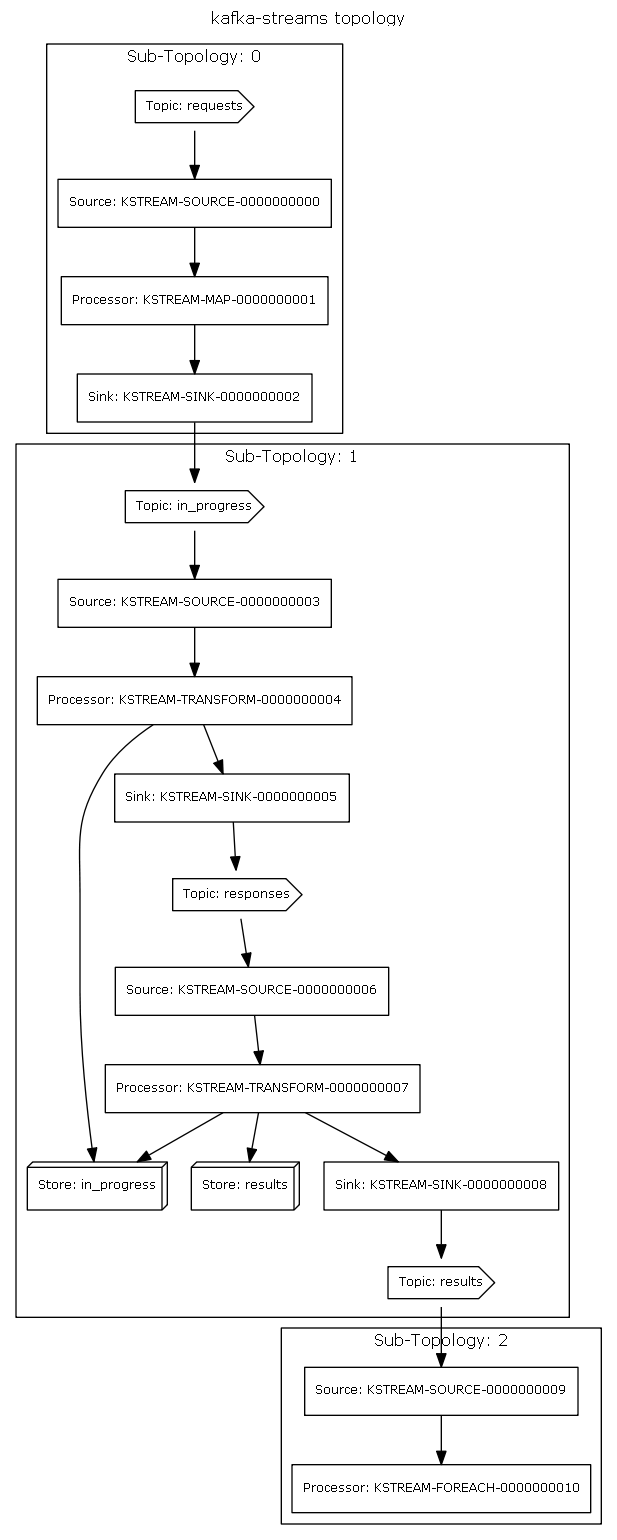 kafka-streams topology
Sub-Topology: 0
Topic: requests
Source: KSTREAM-SOURCE-0000000000
Processor: KSTREAM-MAP-0000000001
Sink: KSTREAM-SINK-0000000002
Sub-Topology: 1
Topic: in_progress
Source: KSTREAM-SOURCE-0000000003
Processor: KSTREAM-TRANSFORM-0000000004
Sink: KSTREAM-SINK-0000000005
Topic: responses
Source: KSTREAM-SOURCE-0000000006
Processor: KSTREAM-TRANSFORM-0000000007
Store: in_progress
Store: results
Sink: KSTREAM-SINK-0000000008
Topic: results
Sub-Topology: 2
Source: KSTREAM-SOURCE-0000000009
Processor: KSTREAM-FOREACH-0000000010